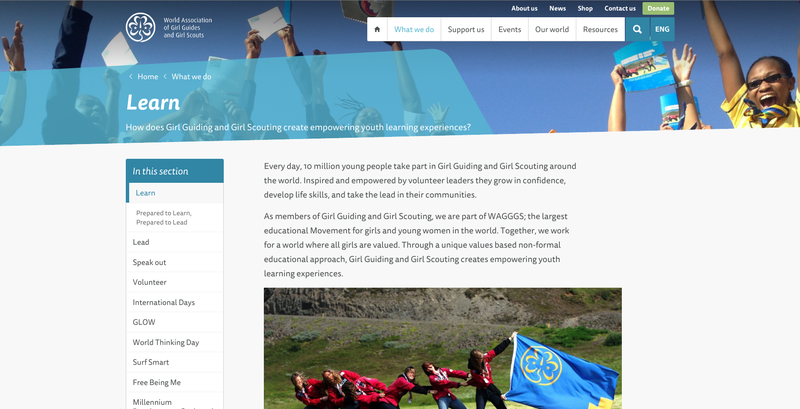 About us News Shop Contact us Donate
World Association
of Girl Guides
and Girl Scouts
What we do Support us Events Our world Resources ENG
Home What we do
Learn
How does Girl Guiding and Girl Scouting create empowering youth learning experiences?
In this section
Learn
Prepared to Learn,
Prepared to Lead
Lead
Speak out
Volunteer
International Days
GLOW
World Thinking Day
Surf Smart
Free Being Me
Millennium
Every day, 10 million young people take part in Girl Guiding and Girl Scouting around
the world. Inspired and empowered by volunteer leaders they grow in confidence,
develop life skills, and take the lead in their communities.
As members of Girl Guiding and Girl Scouting, we are part of WAGGGS; the largest
educational Movement for girls and young women in the world. Together, we work
for a world where all girls are valued. Through a unique values based non-formal
educational approach, Girl Guiding and Girl Scouting creates empowering youth
learning experiences.